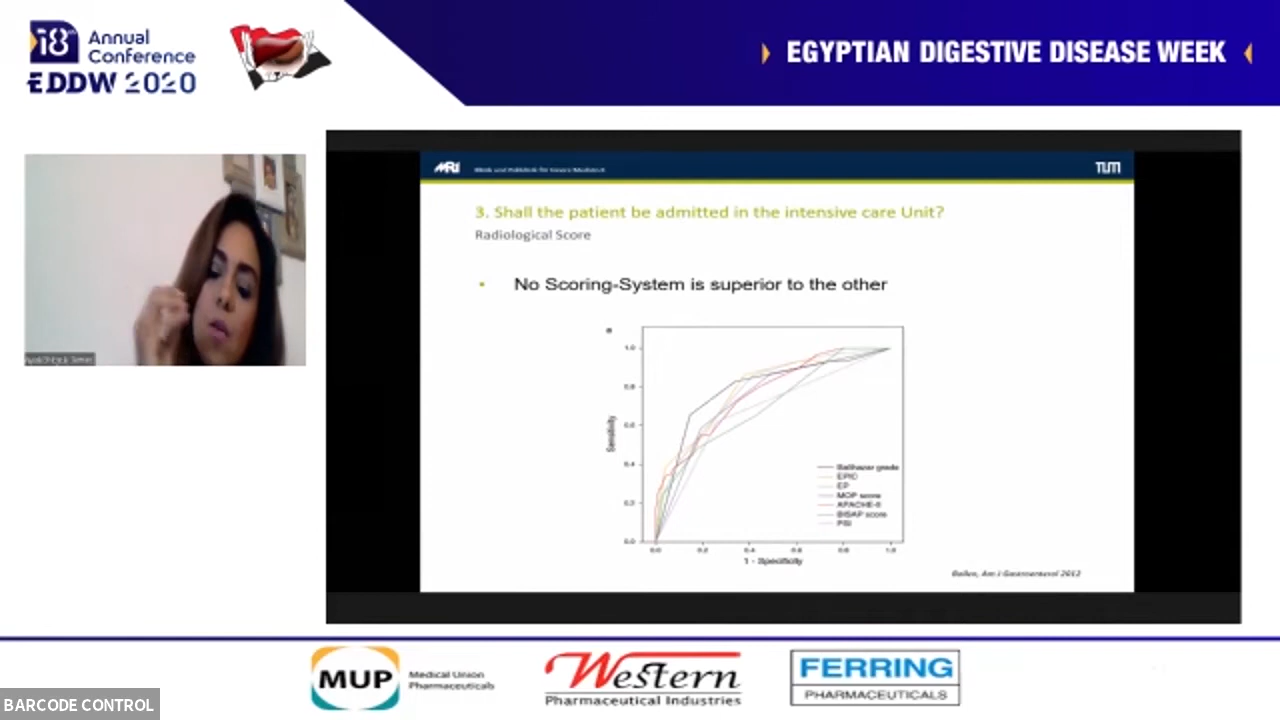 18
Annual
Conference
EDDW 2020
EGYPTIAN DIGESTIVE DISEASE WEEK
MRI
TUM
3. Shall the patient be admitted in the intensive care Unit?
Radiological Score
• No Scoring-System is superior to the other
a
1.0
0.8
0.6
0.4
0.2
0.0
Sensitivity
Balthazar grade
EPIC
EP
MOP score
APACHE-II
BISAP score
PSI
0.0 0.2 0.4 0.6 0.8 1.0
1 - Specificity
Am J Gastroenterol 2012
MUP
Medical Union
Pharmaceuticals
Western
Pharmaceutical Industries
FERRING
PHARMACEUTICALS
BARCODE CONTROL